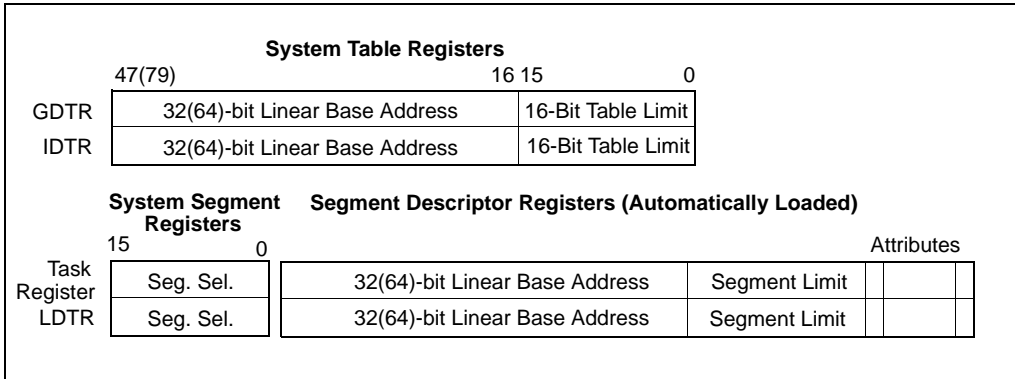 System Table Registers
47(79) 16 15 0
GDTR 32(64)-bit Linear Base Address 16-Bit Table Limit
IDTR 32(64)-bit Linear Base Address 16-Bit Table Limit
System Segment Registers Segment Descriptor Registers (Automatically Loaded)
15 0 Attributes
Task Register Seg. Sel. 32(64)-bit Linear Base Address Segment Limit
LDTR Seg. Sel. 32(64)-bit Linear Base Address Segment Limit